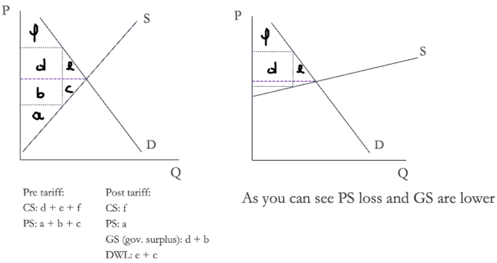 P
S
f
d
e
b
c
a
D
Q
Pre tariff:
CS: d + e + f
PS: a + b + c
Post tariff:
CS: f
PS: a
GS (gov. surplus): d + b
DWL: e + c
P
f
d
e
S
D
Q
As you can see PS loss and GS are lower